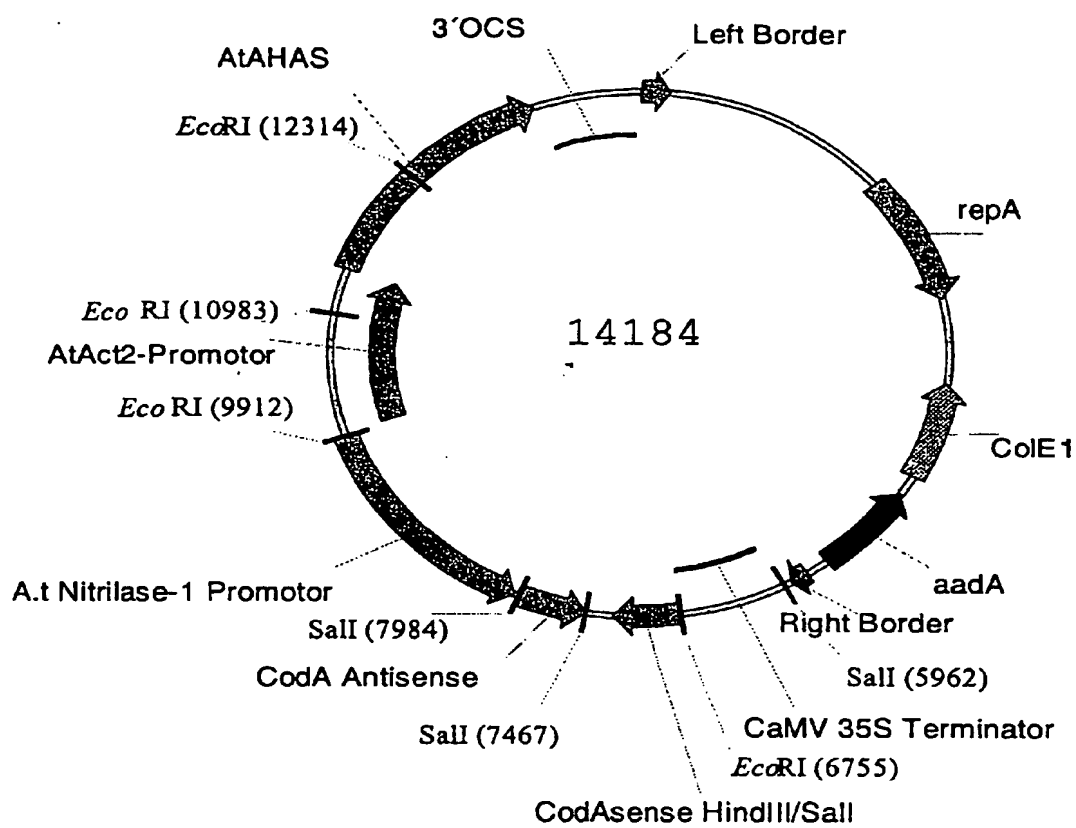 3´OCS
Left Border
AtAHAS
EcoRI (12314)
repA
Eco RI (10983)
14184
AtAct2-Promotor
Eco RI (9912)
ColE1
A.t Nitrilase-1 Promotor
aadA
SalI (7984)
Right Border
CodA Antisense
SalI (5962)
SalI (7467)
CaMV 35S Terminator
EcoRI (6755)
CodAsense HindIII/SalI